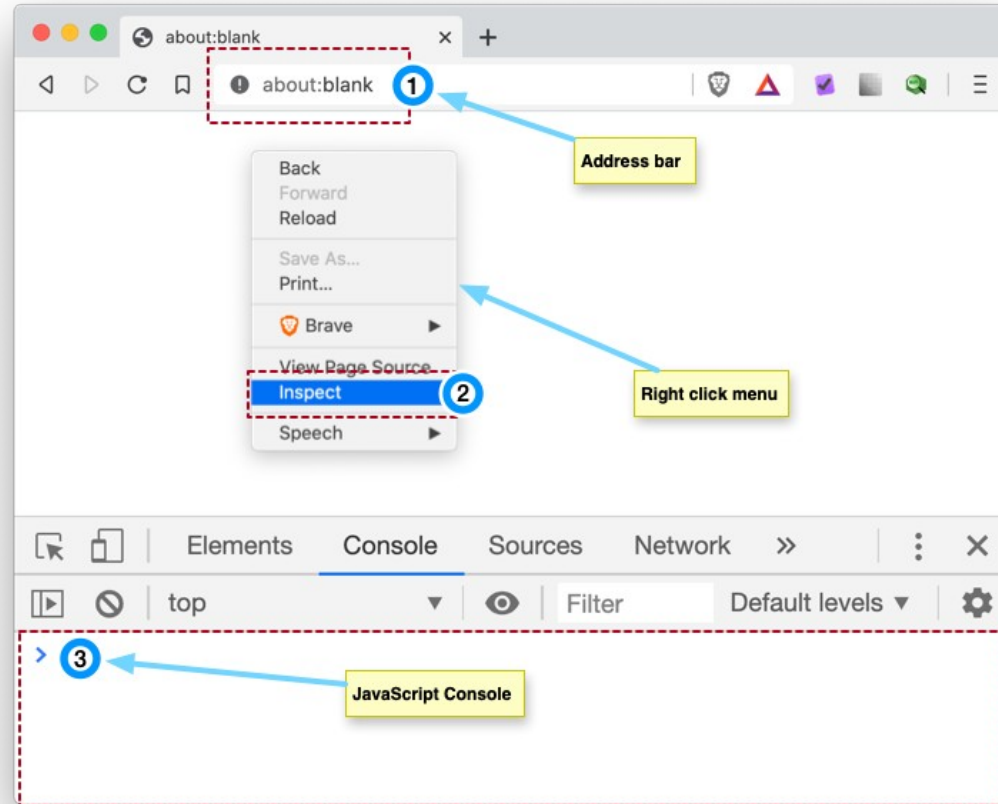 about:blank
about:blank
1
Address bar
Back
Forward
Reload
Save As...
Print...
Brave
View Page Source
Inspect
2
Right click menu
Speech
Elements Console Sources Network »
top Filter Default levels
> 3
JavaScript Console